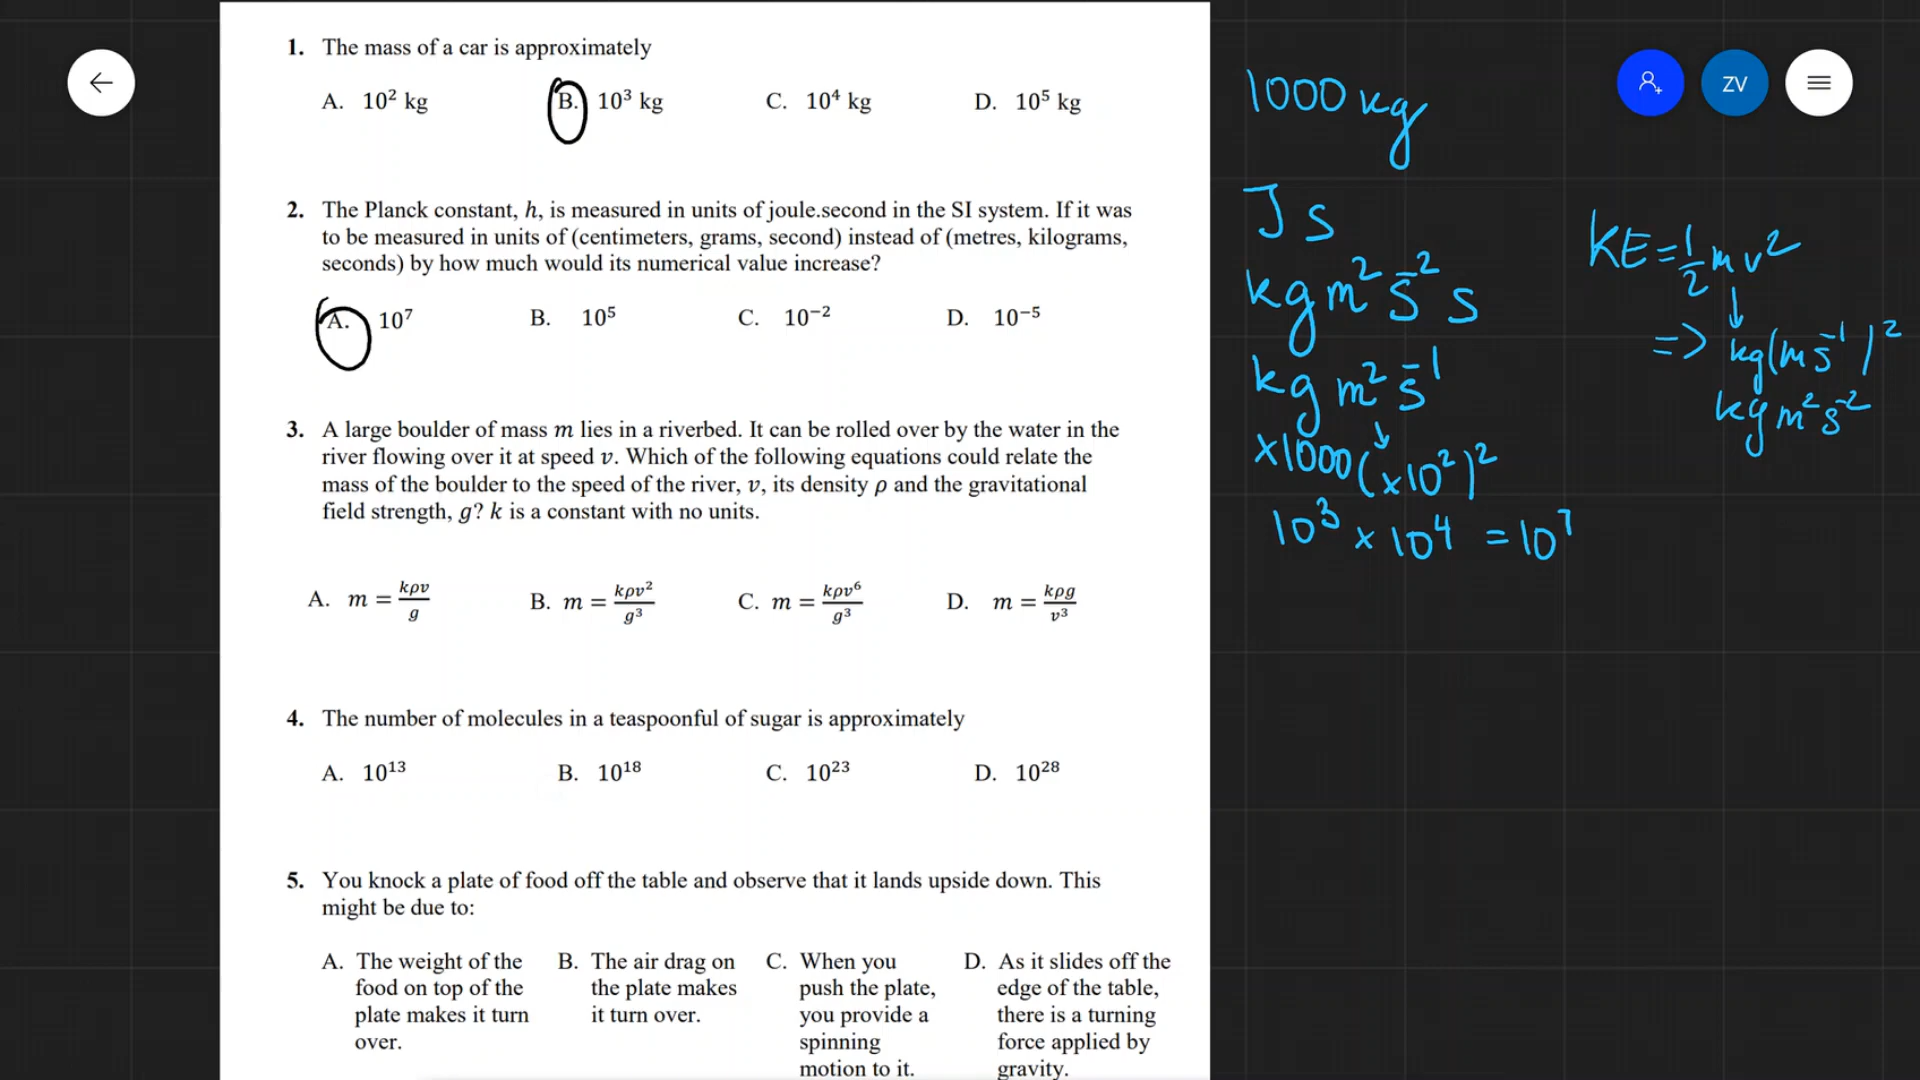 1. The mass of a car is approximately
A. 10² kg B. 10³ kg C. 10⁴ kg D. 10⁵ kg
2. The Planck constant, h, is measured in units of joule.second in the SI system. If it was
to be measured in units of (centimeters, grams, second) instead of (metres, kilograms,
seconds) by how much would its numerical value increase?
A. 10⁷ B. 10⁵ C. 10⁻² D. 10⁻⁵
3. A large boulder of mass m lies in a riverbed. It can be rolled over by the water in the
river flowing over it at speed v. Which of the following equations could relate the
mass of the boulder to the speed of the river, v, its density ρ and the gravitational
field strength, g? k is a constant with no units.
A. m = kρv/g B. m = kρv²/g³ C. m = kρv⁶/g³ D. m = kρg/v³
4. The number of molecules in a teaspoonful of sugar is approximately
A. 10¹³ B. 10¹⁸ C. 10²³ D. 10²⁸
5. You knock a plate of food off the table and observe that it lands upside down. This
might be due to:
A. The weight of the
food on top of the
plate makes it turn
over.
B. The air drag on
the plate makes
it turn over.
C. When you
push the plate,
you provide a
spinning
motion to it.
D. As it slides off the
edge of the table,
there is a turning
force applied by
gravity.
1000 kg
J s
kg m² s⁻² s
kg m² s⁻¹
×1000 (×10²)²
10³ × 10⁴ = 10⁷
KE = ½ m v²
=> kg (m s⁻¹)²
kg m² s⁻²
ZV